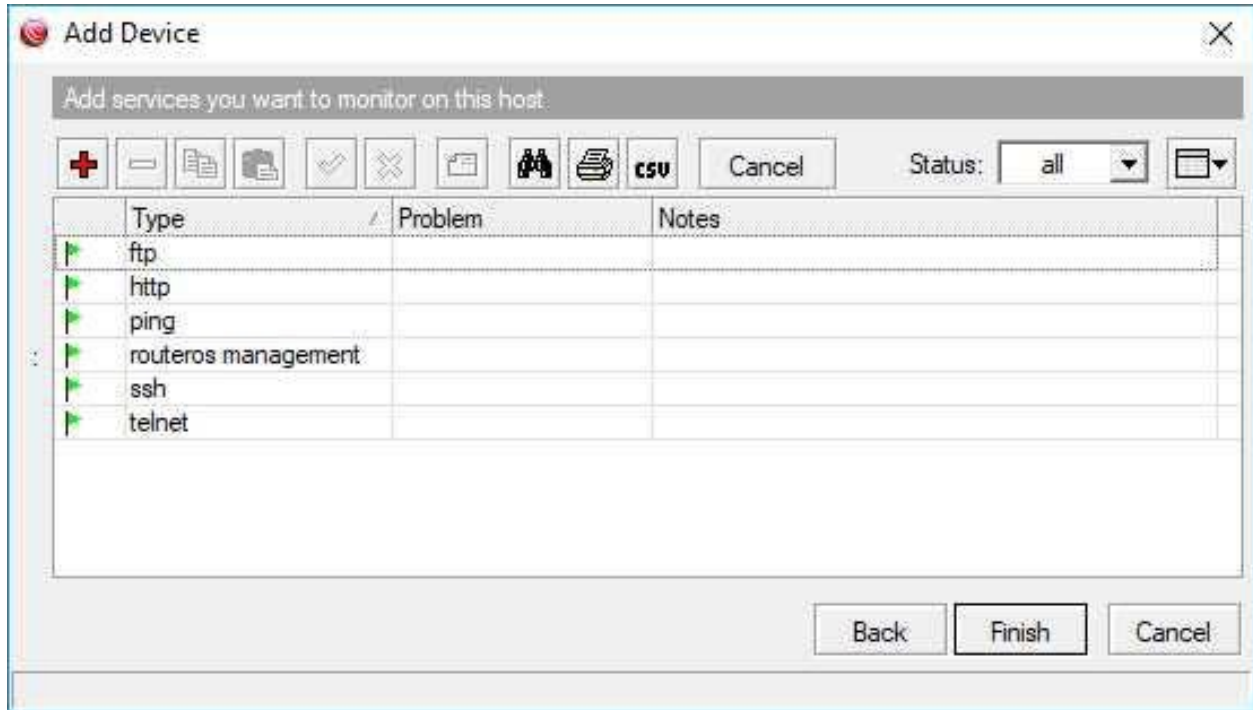 Add Device
Add services you want to monitor on this host
csv Cancel Status: all
Type Problem Notes
ftp
http
ping
routeros management
ssh
telnet
Back Finish Cancel